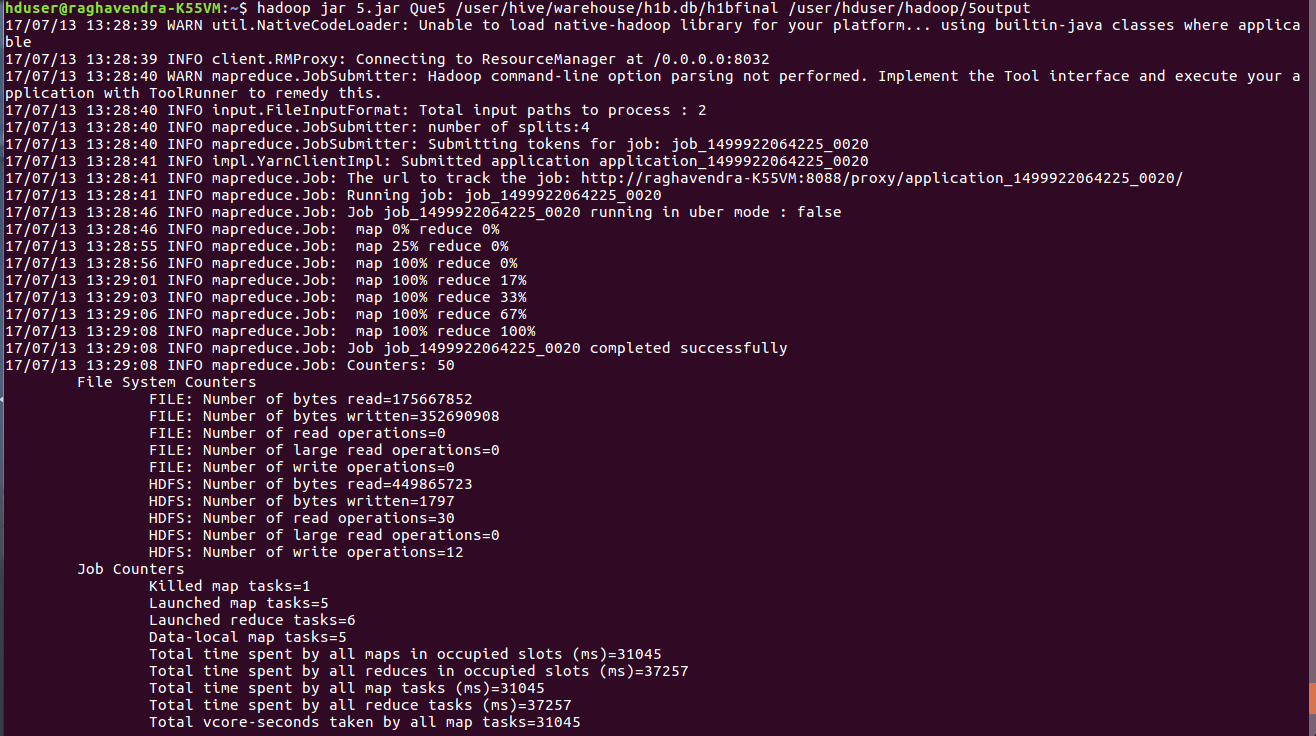 hduser@raghavendra-K55VM:~$ hadoop jar 5.jar Que5 /user/hive/warehouse/h1b.db/h1bfinal /user/hduser/hadoop/5output
17/07/13 13:28:39 WARN util.NativeCodeLoader: Unable to load native-hadoop library for your platform... using builtin-java classes where applica
ble
17/07/13 13:28:39 INFO client.RMProxy: Connecting to ResourceManager at /0.0.0.0:8032
17/07/13 13:28:40 WARN mapreduce.JobSubmitter: Hadoop command-line option parsing not performed. Implement the Tool interface and execute your a
pplication with ToolRunner to remedy this.
17/07/13 13:28:40 INFO input.FileInputFormat: Total input paths to process : 2
17/07/13 13:28:40 INFO mapreduce.JobSubmitter: number of splits:4
17/07/13 13:28:40 INFO mapreduce.JobSubmitter: Submitting tokens for job: job_1499922064225_0020
17/07/13 13:28:41 INFO impl.YarnClientImpl: Submitted application application_1499922064225_0020
17/07/13 13:28:41 INFO mapreduce.Job: The url to track the job: http://raghavendra-K55VM:8088/proxy/application_1499922064225_0020/
17/07/13 13:28:41 INFO mapreduce.Job: Running job: job_1499922064225_0020
17/07/13 13:28:46 INFO mapreduce.Job: Job job_1499922064225_0020 running in uber mode : false
17/07/13 13:28:46 INFO mapreduce.Job:  map 0% reduce 0%
17/07/13 13:28:55 INFO mapreduce.Job:  map 25% reduce 0%
17/07/13 13:28:56 INFO mapreduce.Job:  map 100% reduce 0%
17/07/13 13:29:01 INFO mapreduce.Job:  map 100% reduce 17%
17/07/13 13:29:03 INFO mapreduce.Job:  map 100% reduce 33%
17/07/13 13:29:06 INFO mapreduce.Job:  map 100% reduce 67%
17/07/13 13:29:08 INFO mapreduce.Job:  map 100% reduce 100%
17/07/13 13:29:08 INFO mapreduce.Job: Job job_1499922064225_0020 completed successfully
17/07/13 13:29:08 INFO mapreduce.Job: Counters: 50
File System Counters
FILE: Number of bytes read=175667852
FILE: Number of bytes written=352690908
FILE: Number of read operations=0
FILE: Number of large read operations=0
FILE: Number of write operations=0
HDFS: Number of bytes read=449865723
HDFS: Number of bytes written=1797
HDFS: Number of read operations=30
HDFS: Number of large read operations=0
HDFS: Number of write operations=12
Job Counters
Killed map tasks=1
Launched map tasks=5
Launched reduce tasks=6
Data-local map tasks=5
Total time spent by all maps in occupied slots (ms)=31045
Total time spent by all reduces in occupied slots (ms)=37257
Total time spent by all map tasks (ms)=31045
Total time spent by all reduce tasks (ms)=37257
Total vcore-seconds taken by all map tasks=31045